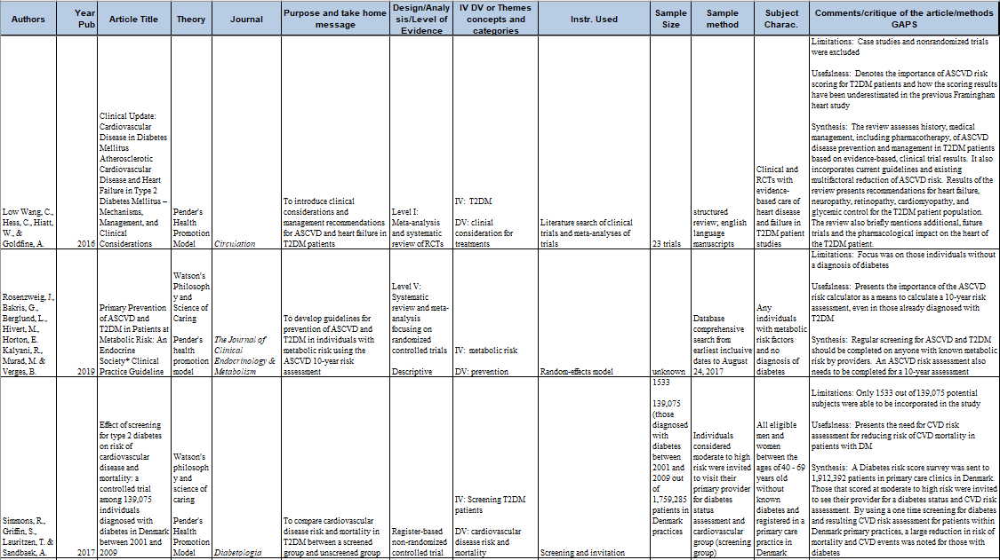 Authors
Year
Pub
Article Title
Theory
Journal
Purpose and take home
message
Design/Analy
sis/Level of
Evidence
IV DV or Themes
concepts and
categories
Instr. Used
Sample
Size
Sample
method
Subject
Charac.
Comments/critique of the article/methods
GAPS
Low Wang, C.,
Hess, C., Hiatt,
W., &
Goldfine, A.
2016
Clinical Update:
Cardiovascular
Disease in Diabetes
Mellitus
Atherosclerotic
Cardiovascular
Disease and Heart
Failure in Type 2
Diabetes Mellitus –
Mechanisms,
Management, and
Clinical
Considerations
Pender's
Health
Promotion
Model
Circulation
To introduce clinical
considerations and
management recommendations
for ASCVD and heart failure in
T2DM patients
Level I:
Meta-analysis
and systematic
review of RCTs
IV: T2DM
DV: clinial
consideration for
treatments
Literature search of clinical
trials and meta-analyses of
trials
23 trials
structured
review; english
language
manuscripts
Clinical and
RCTs with
evidence-
based care of
heart disease
and failure in
T2DM patient
studies
Limitations: Case studies and nonrandomized trials
were excluded
Usefulness: Denotes the importance of ASCVD risk
scoring for T2DM patients and how the scoring results
have been underestimated in the previous Framingham
heart study
Synthesis: The review assesses history, medical
management, including pharmacotherapy, of ASCVD
disease prevention and management in T2DM patients
based on evidence-based, clinical trial results. It also
incorporates current guidelines and existing
multifactoral reduction of ASCVD risk. Results of the
review presents recommendations for heart failure,
neuropathy, retinopathy, cardiomyopathy, and
glycemic control for the T2DM patient population.
The review also briefly mentions additional, future
trials and the pharmacological impact on the heart of
the T2DM patient.
Rosenzweig, J.,
Bakris, G.,
Berglund, L.,
Hivert, M.,
Horton, E.
Kalyani, R.,
Murad, M. &
Verges, B.
2019
Primary Prevention
of ASCVD and
T2DM in Patients at
Metabolic Risk: An
Endocrine
Society* Clinical
Practice Guideline
Watson's
Philosoph
y and
Science of
Caring
Pender's
health
promotion
model
The Journal of
Clinical
Endocrinology &
Metabolism
To develop guidelines for
prevention of ASCVD and
T2DM in individuals with
metabolic risk using the
ASCVD 10-year risk
assessment
Level V:
Systematic
review and meta-
analysis
focusing on
randomized
controlled trials
Descriptive
IV: metabolic risk
DV: prevention
Random-effects model
unknown
Database
comprehensive
search from
earliest inclusive
dates to August
24, 2017
Any
individuals
with metabolic
risk factors
and no
diagnosis of
diabetes
Limitations: Focus was on those individuals without
a diagnosis of diabetes
Usefulness: Presents the importance of the ASCVD
risk calculator as a means to calculate a 10-year risk
assessment, even in those already diagnosed with
T2DM
Synthesis: Regular screening for ASCVD and T2DM
should be completed on anyone with known metabolic
risk by providers. An ASCVD risk assessment also
needs to be completed for a 10-year assessment
Simmons, R.,
Griffin, S.,
Lauritzen, T. &
Sandbaek, A.
2017
Effect of screening
for type 2 diabetes
on risk of
cardiovascular
disease and
mortality: a
controlled trial
among 139,075
individuals
diagnosed with
diabetes in Denmark
between 2001 and
2009
Watson's
philosoph
y and
science of
caring
Pender's
Health
Promotion
Model
Diabetologia
To compare cardiovascular
disease risk and mortality in
T2DM between a screened
group and unscreened group
Register-based
non-randomized
controlled trial
IV: Screening T2DM
patients
DV: cardiovascular
disease risk and
mortality
Screening and invitation
1533
139,075
(those
diagnosed
with
diabetes
between
2001 and
2009 out
of
1,759,285
patients in
Denmark
practices
Individuals
considered
moderate to high
risk were invited
to visit their
primary provider
for diabetes
status
assessment and
cardiovascular
group (screening
group)
All eligible
men and
women
between the
ages of 40 - 69
years old
without
known
diabetes and
registered in a
primary care
practice in
Denmark
Limitations: Only 1533 out of 139,075 potential
subjects were able to be incorporated in the study
Usefulness: Presents the need for CVD risk
assessment for reducing risk of CVD mortality in
patients with DM
Synthesis: A Diabetes risk score survey was sent to
1,912,392 patients in primary care clinics in Denmark.
Those that scored at moderate to high risk were invited
to see their provider for a diabetes status and CVD risk
assessment. By using a one time screening for diabetes
and resulting CVD risk assessment for patients within
Denmark primary practices, a large reduction in risk of
mortality and CVD events was noted for those with
diabetes